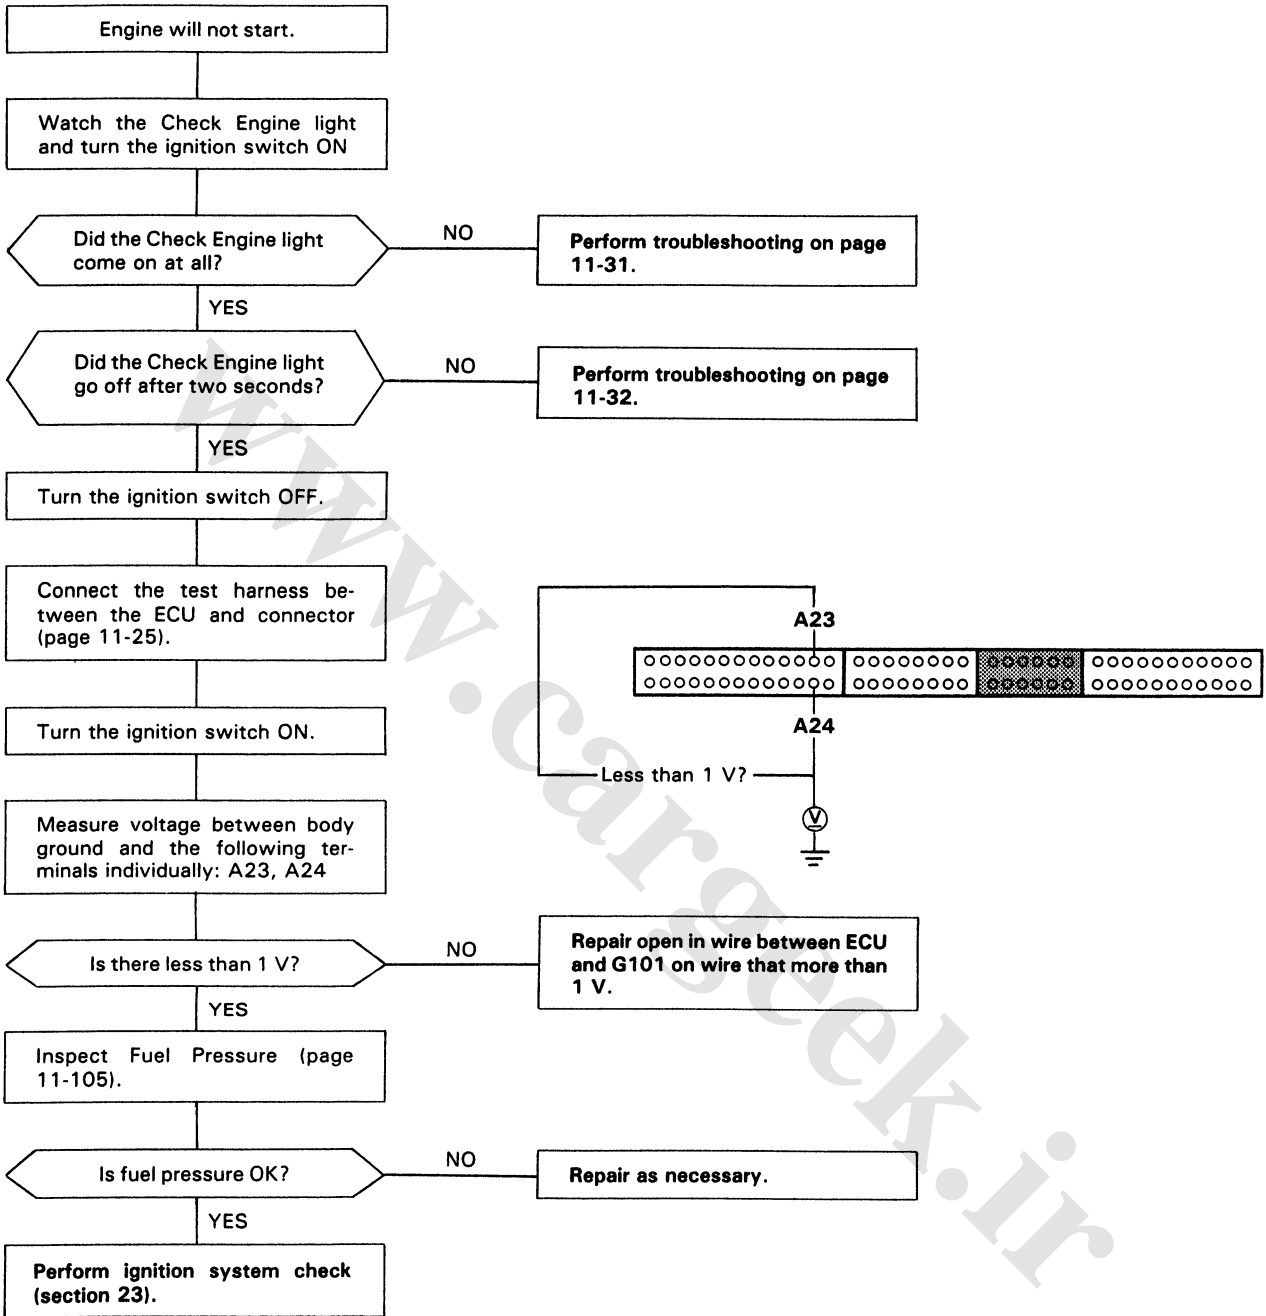 Engine will not start.
Watch the Check Engine light
and turn the ignition switch ON
Did the Check Engine light
come on at all?
NO
Perform troubleshooting on page
11-31.
YES
Did the Check Engine light
go off after two seconds?
NO
Perform troubleshooting on page
11-32.
YES
Turn the ignition switch OFF.
Connect the test harness be-
tween the ECU and connector
(page 11-25).
Turn the ignition switch ON.
Measure voltage between body
ground and the following ter-
minals individually: A23, A24
A23
A24
Less than 1 V?
V
Is there less than 1 V?
NO
Repair open in wire between ECU
and G101 on wire that more than
1 V.
YES
Inspect Fuel Pressure (page
11-105).
Is fuel pressure OK?
NO
Repair as necessary.
YES
Perform ignition system check
(section 23).
www.cargeek.ir